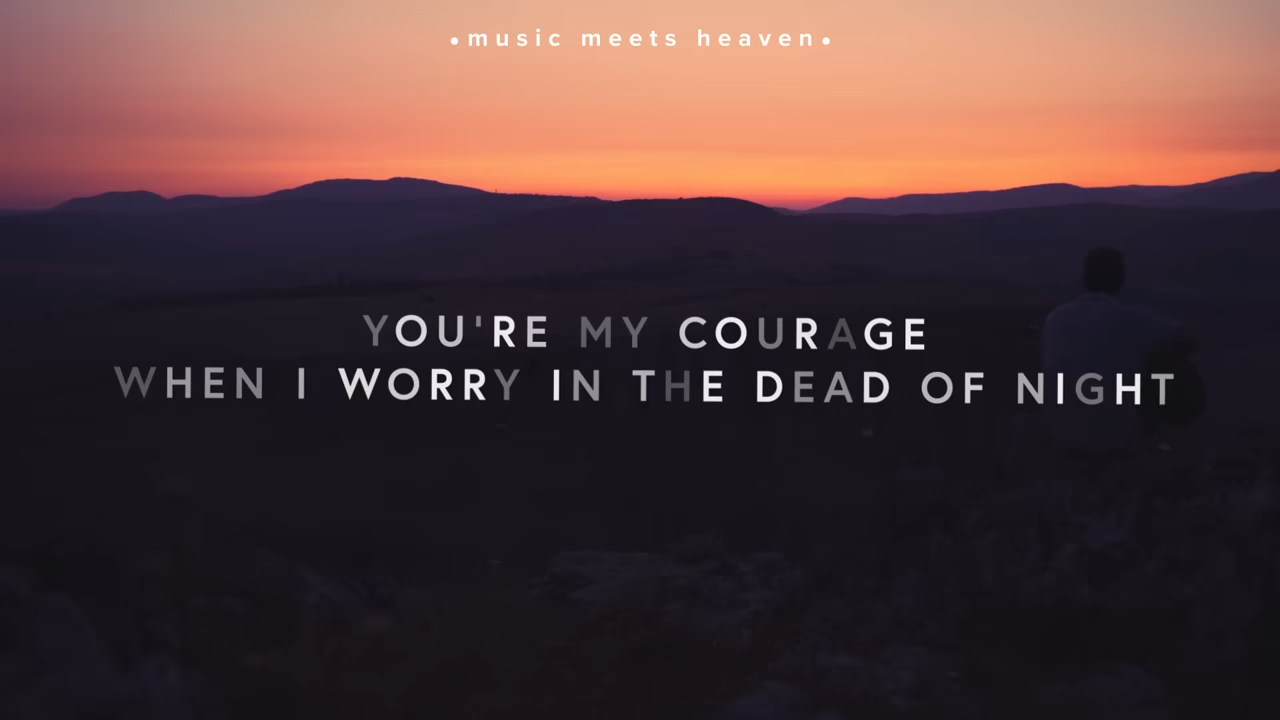 •music meets heaven•
YOU'RE MY COURAGE
WHEN I WORRY IN THE DEAD OF NIGHT